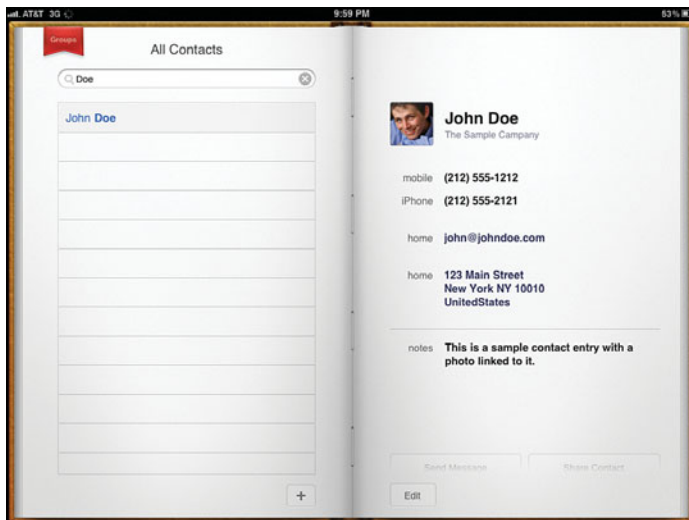 AT&T 3G
9:59 PM
53%
Groups
All Contacts
Doe
John Doe
+
John Doe
The Sample Campany
mobile (212) 555-1212
iPhone (212) 555-2121
home john@johndoe.com
home 123 Main Street
New York NY 10010
UnitedStates
notes This is a sample contact entry with a
photo linked to it.
Send Message
Share Contact
Edit